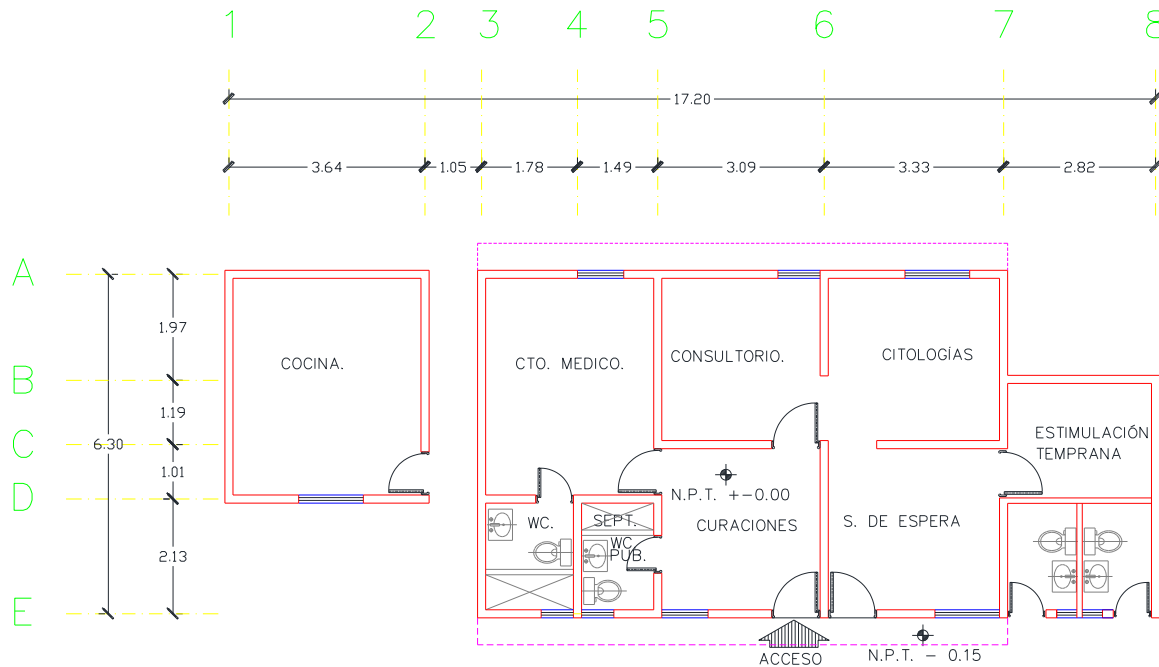 1 2 3 4 5 6 7 8
17.20
3.64 1.05 1.78 1.49 3.09 3.33 2.82
A
B
C
D
E
1.97
1.19
6.30
1.01
2.13
COCINA.
CTO. MEDICO.
CONSULTORIO.
CITOLOGÍAS
ESTIMULACIÓN
TEMPRANA
N.P.T. +-0.00
WC.
SEPT.
WC
PUB.
CURACIONES
S. DE ESPERA
ACCESO
N.P.T. - 0.15